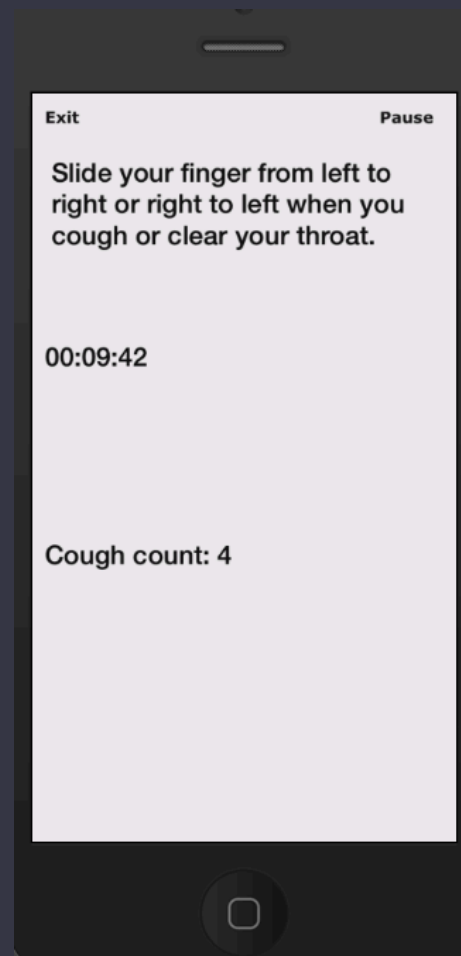 Exit Pause
Slide your finger from left to
right or right to left when you
cough or clear your throat.
00:09:42
Cough count: 4